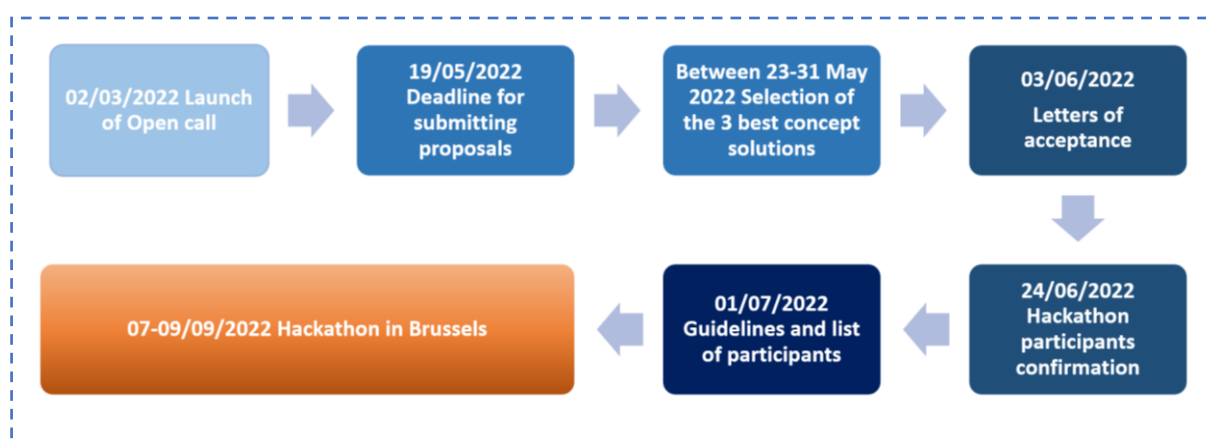 02/03/2022 Launch
of Open call
19/05/2022
Deadline for
submitting
proposals
Between 23-31 May
2022 Selection of
the 3 best concept
solutions
03/06/2022
Letters of
acceptance
24/06/2022
Hackathon
participants
confirmation
01/07/2022
Guidelines and list
of participants
07-09/09/2022 Hackathon in Brussels